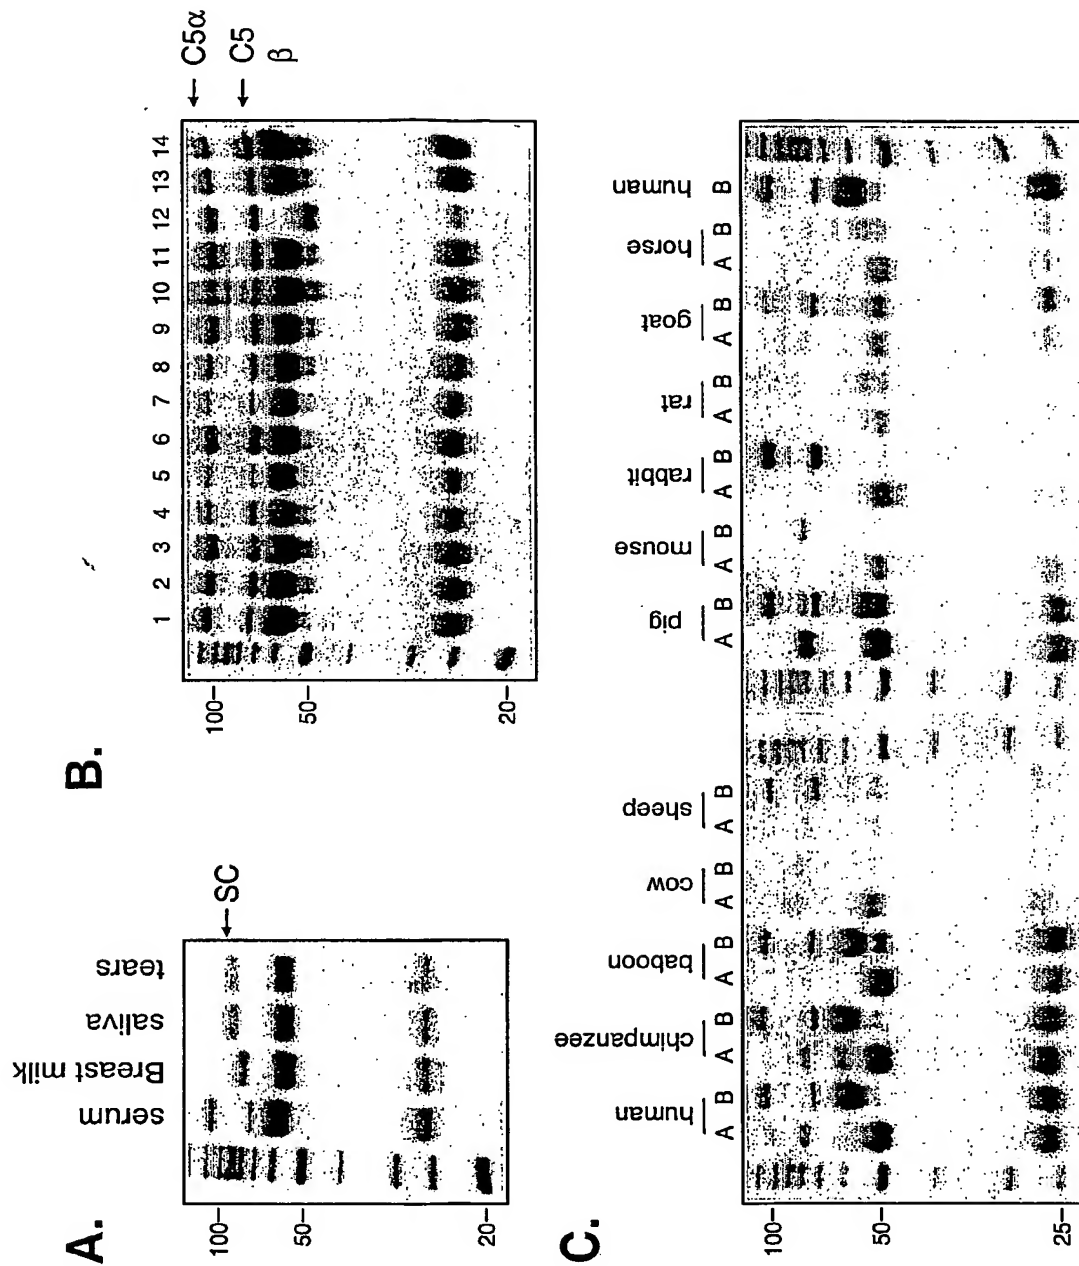 A.
serum
Breast milk
saliva
tears
100
50
20
SC
B.
1 2 3 4 5 6 7 8 9 10 11 12 13 14
100
50
20
C5α
C5
β
C.
human chimpanzee baboon cow sheep pig mouse rabbit rat goat horse human
A B A B A B A B A B A B A B A B A B A B A B B
100
50
25